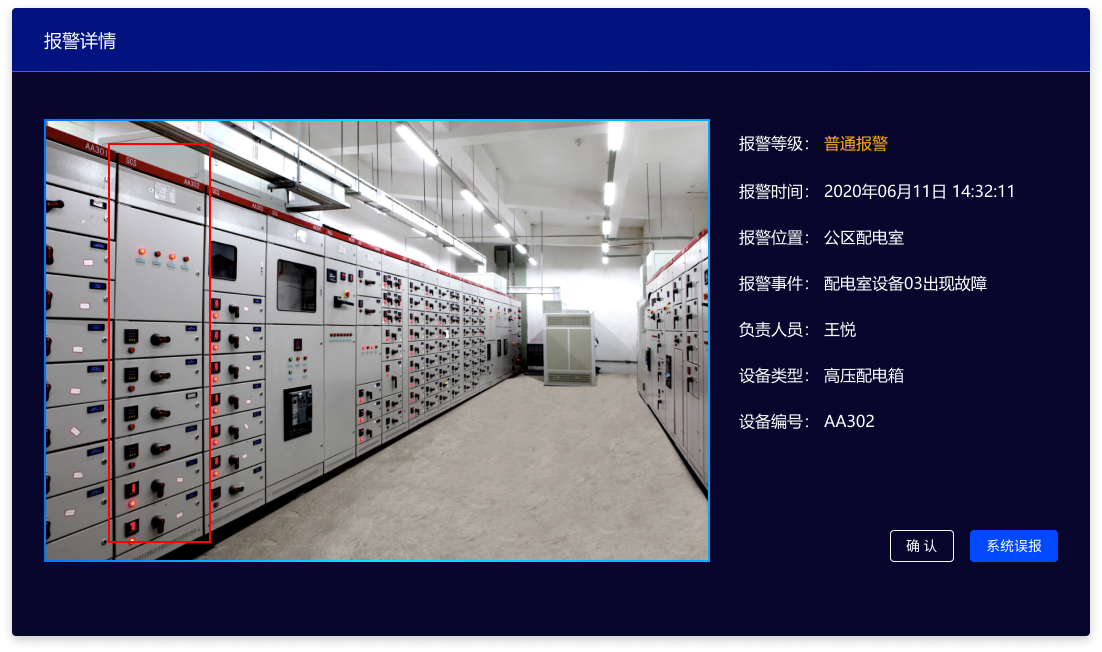 报警详情
AA301
GCS
AA302
GCS
报警等级： 普通报警
报警时间： 2020年06月11日 14:32:11
报警位置： 公区配电室
报警事件： 配电室设备03出现故障
负责人员： 王悦
设备类型： 高压配电箱
设备编号： AA302
确 认
系统误报